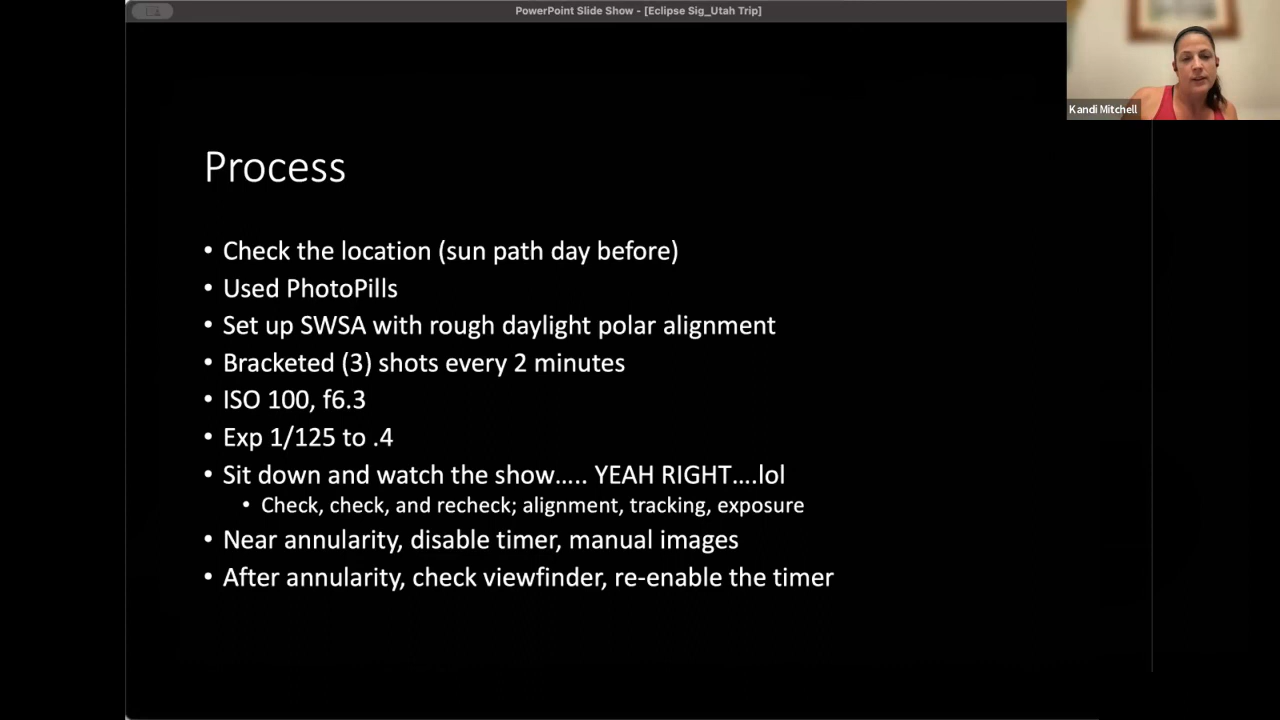 PowerPoint Slide Show - [Eclipse Sig_Utah Trip]
Kandi Mitchell
Process
• Check the location (sun path day before)
• Used PhotoPills
• Set up SWSA with rough daylight polar alignment
• Bracketed (3) shots every 2 minutes
• ISO 100, f6.3
• Exp 1/125 to .4
• Sit down and watch the show….. YEAH RIGHT….lol
• Check, check, and recheck; alignment, tracking, exposure
• Near annularity, disable timer, manual images
• After annularity, check viewfinder, re-enable the timer